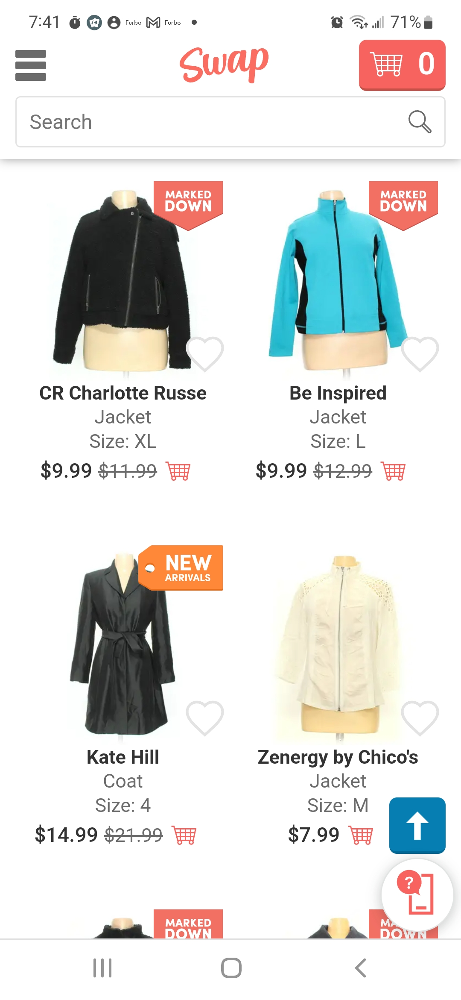 7:41 Furbo Furbo 71%
Swap
0
Search
MARKED
DOWN
MARKED
DOWN
CR Charlotte Russe
Jacket
Size: XL
$9.99 $11.99
Be Inspired
Jacket
Size: L
$9.99 $12.99
NEW
ARRIVALS
Kate Hill
Coat
Size: 4
$14.99 $21.99
Zenergy by Chico's
Jacket
Size: M
$7.99
?
MARKED
DOWN
MA
DOWN